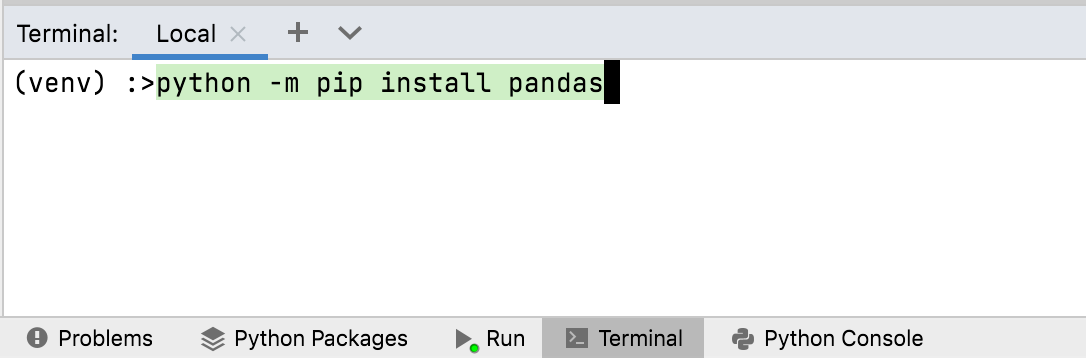 Terminal: Local
(venv) :>python -m pip install pandas
Problems Python Packages Run Terminal Python Console